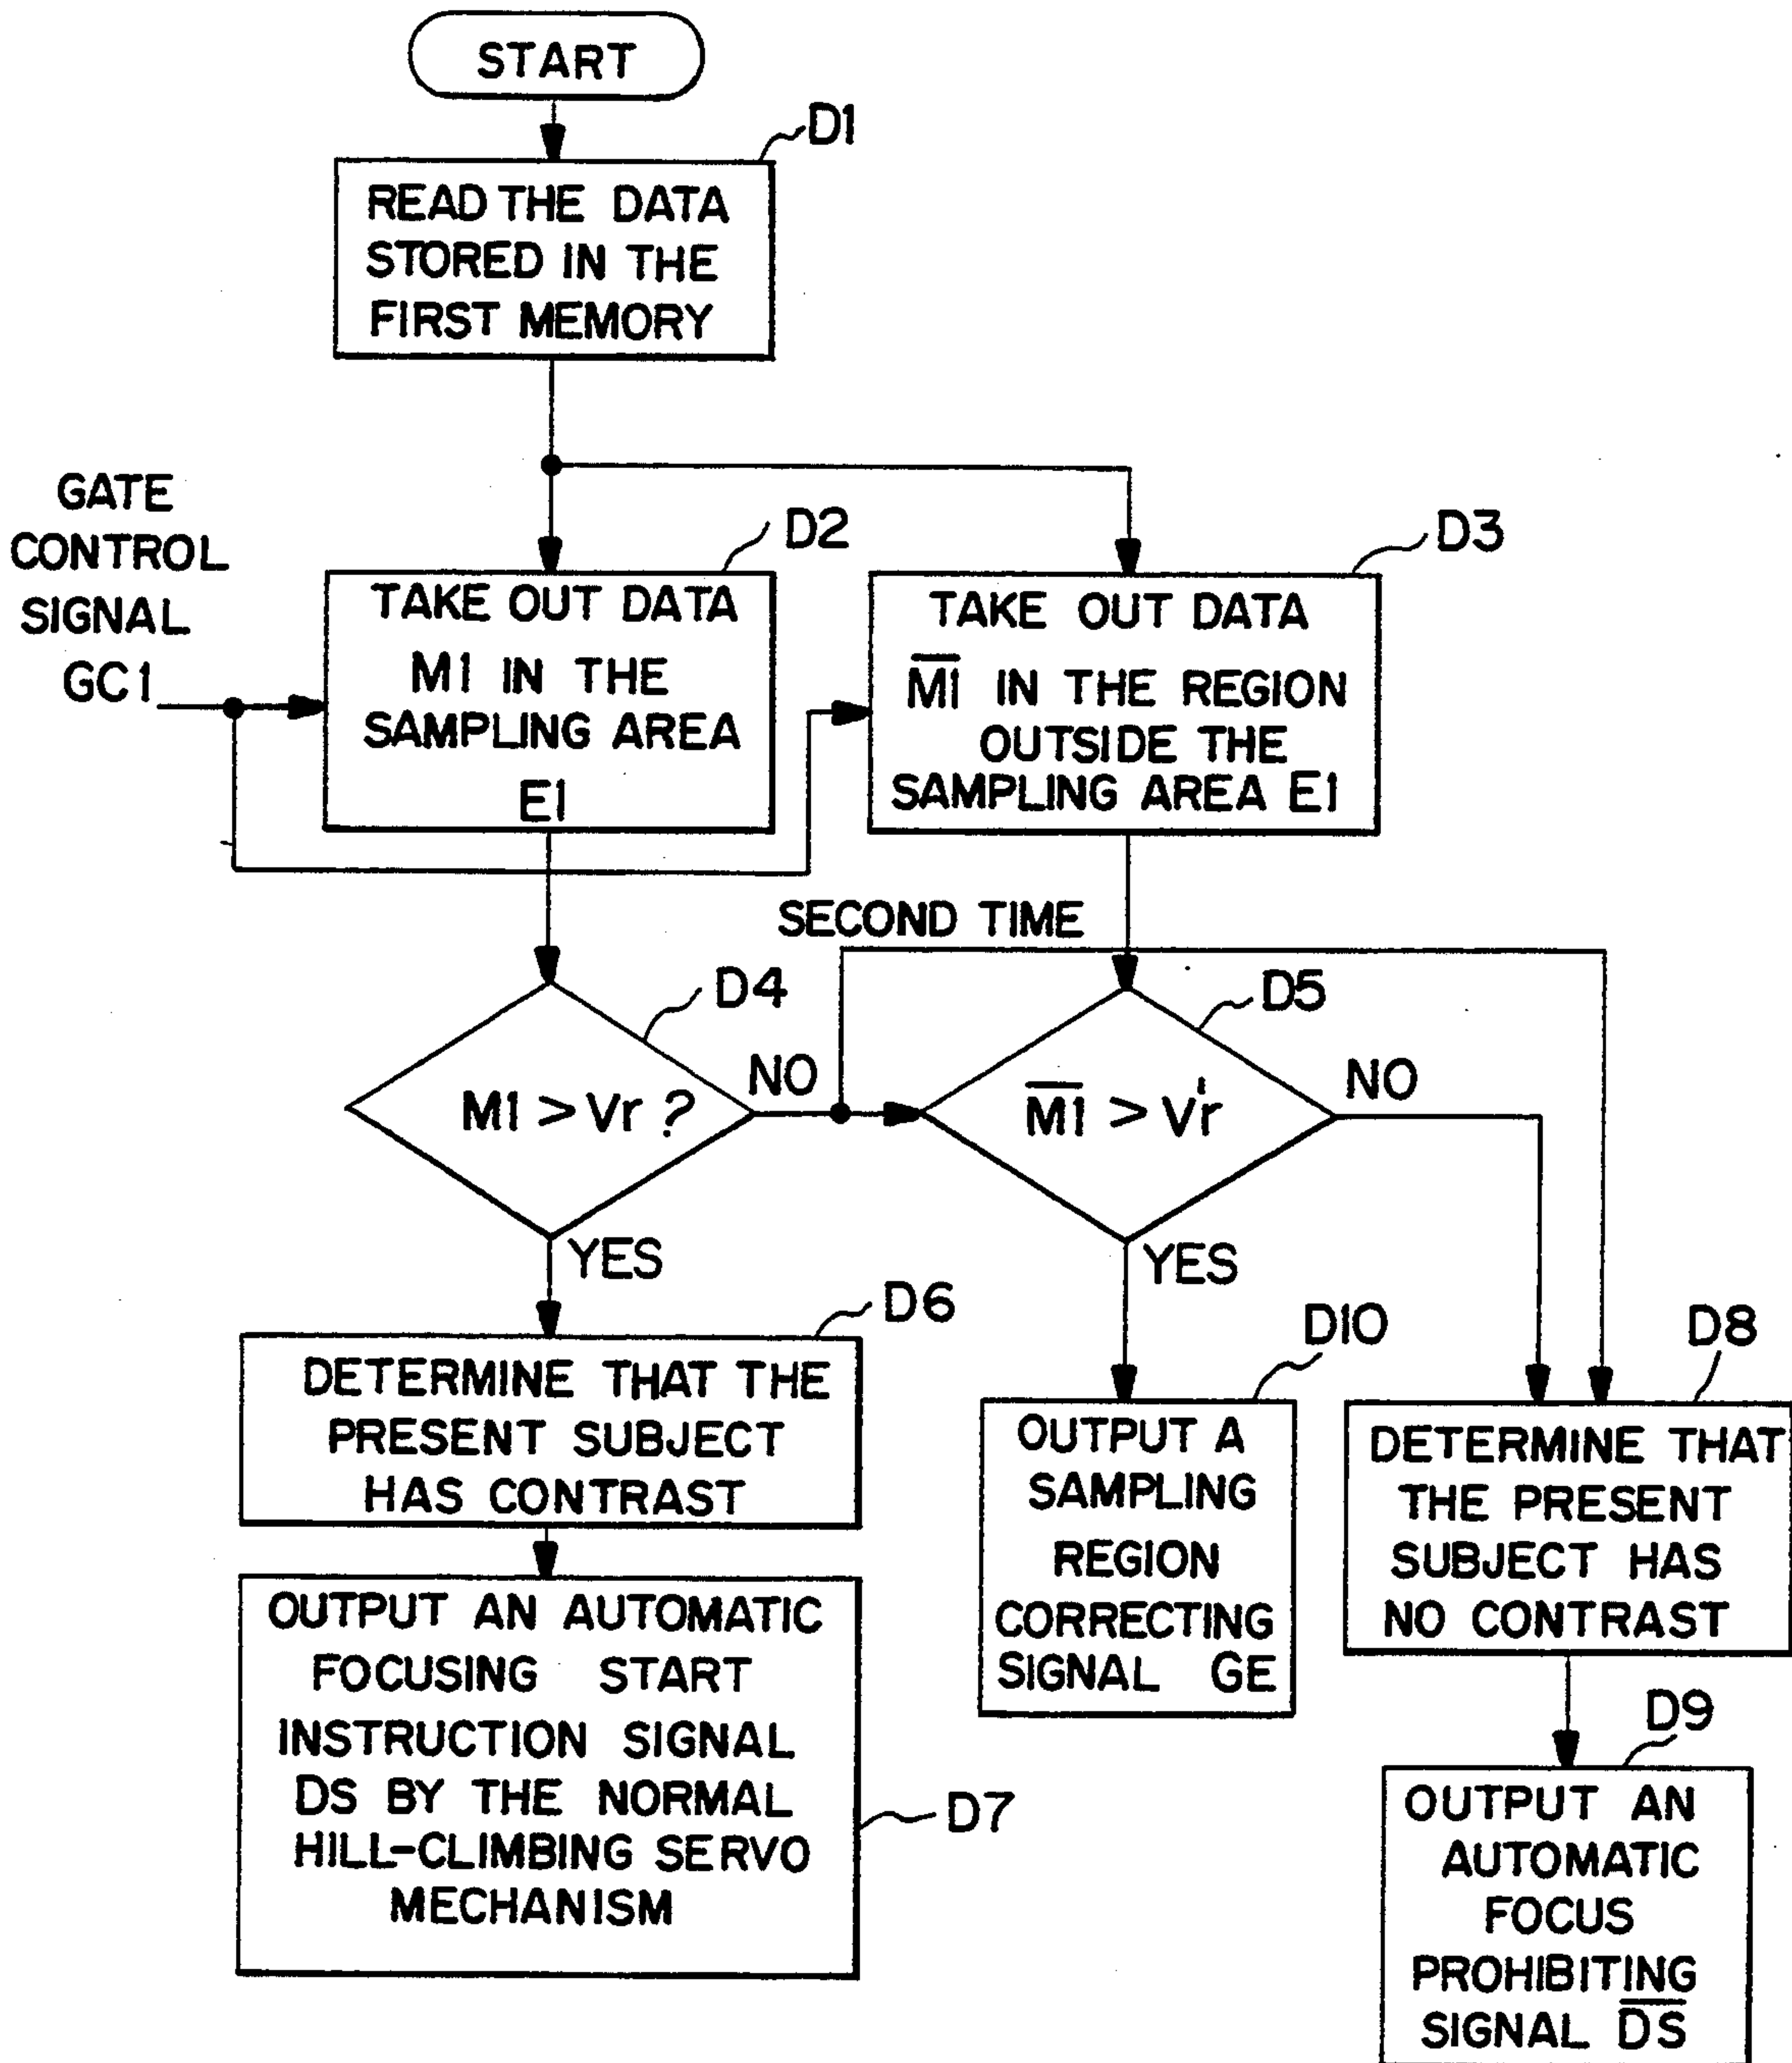 START
D1
READ THE DATA
STORED IN THE
FIRST MEMORY
GATE
CONTROL
SIGNAL
GC1
D2
TAKE OUT DATA
M1 IN THE
SAMPLING AREA
E1
D3
TAKE OUT DATA
M̅1̅ IN THE REGION
OUTSIDE THE
SAMPLING AREA E1
SECOND TIME
D4
M1 > Vr ?
NO
YES
D5
M̅1̅ > V'r
NO
YES
D6
DETERMINE THAT THE
PRESENT SUBJECT
HAS CONTRAST
OUTPUT AN AUTOMATIC
FOCUSING START
INSTRUCTION SIGNAL
DS BY THE NORMAL
HILL-CLIMBING SERVO
MECHANISM
D7
D10
OUTPUT A
SAMPLING
REGION
CORRECTING
SIGNAL GE
D8
DETERMINE THAT
THE PRESENT
SUBJECT HAS
NO CONTRAST
D9
OUTPUT AN
AUTOMATIC
FOCUS
PROHIBITING
SIGNAL D̅S̅